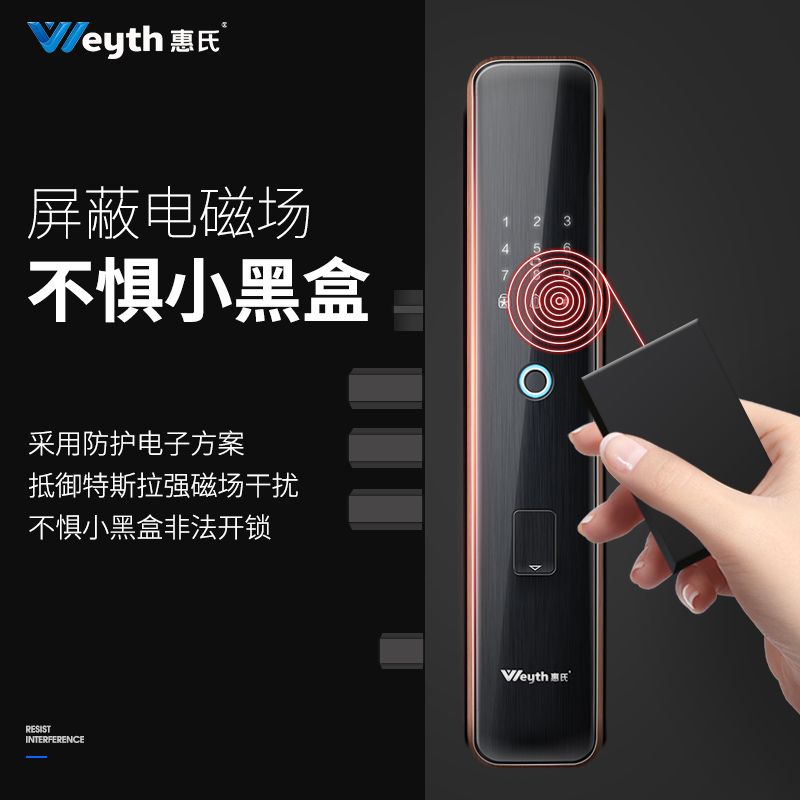 Weyth 惠氏®
屏蔽电磁场
不惧小黑盒
采用防护电子方案
抵御特斯拉强磁场干扰
不惧小黑盒非法开锁
RESIST
INTERFERENCE
1 2 3
4 5 6
7
Weyth 惠氏